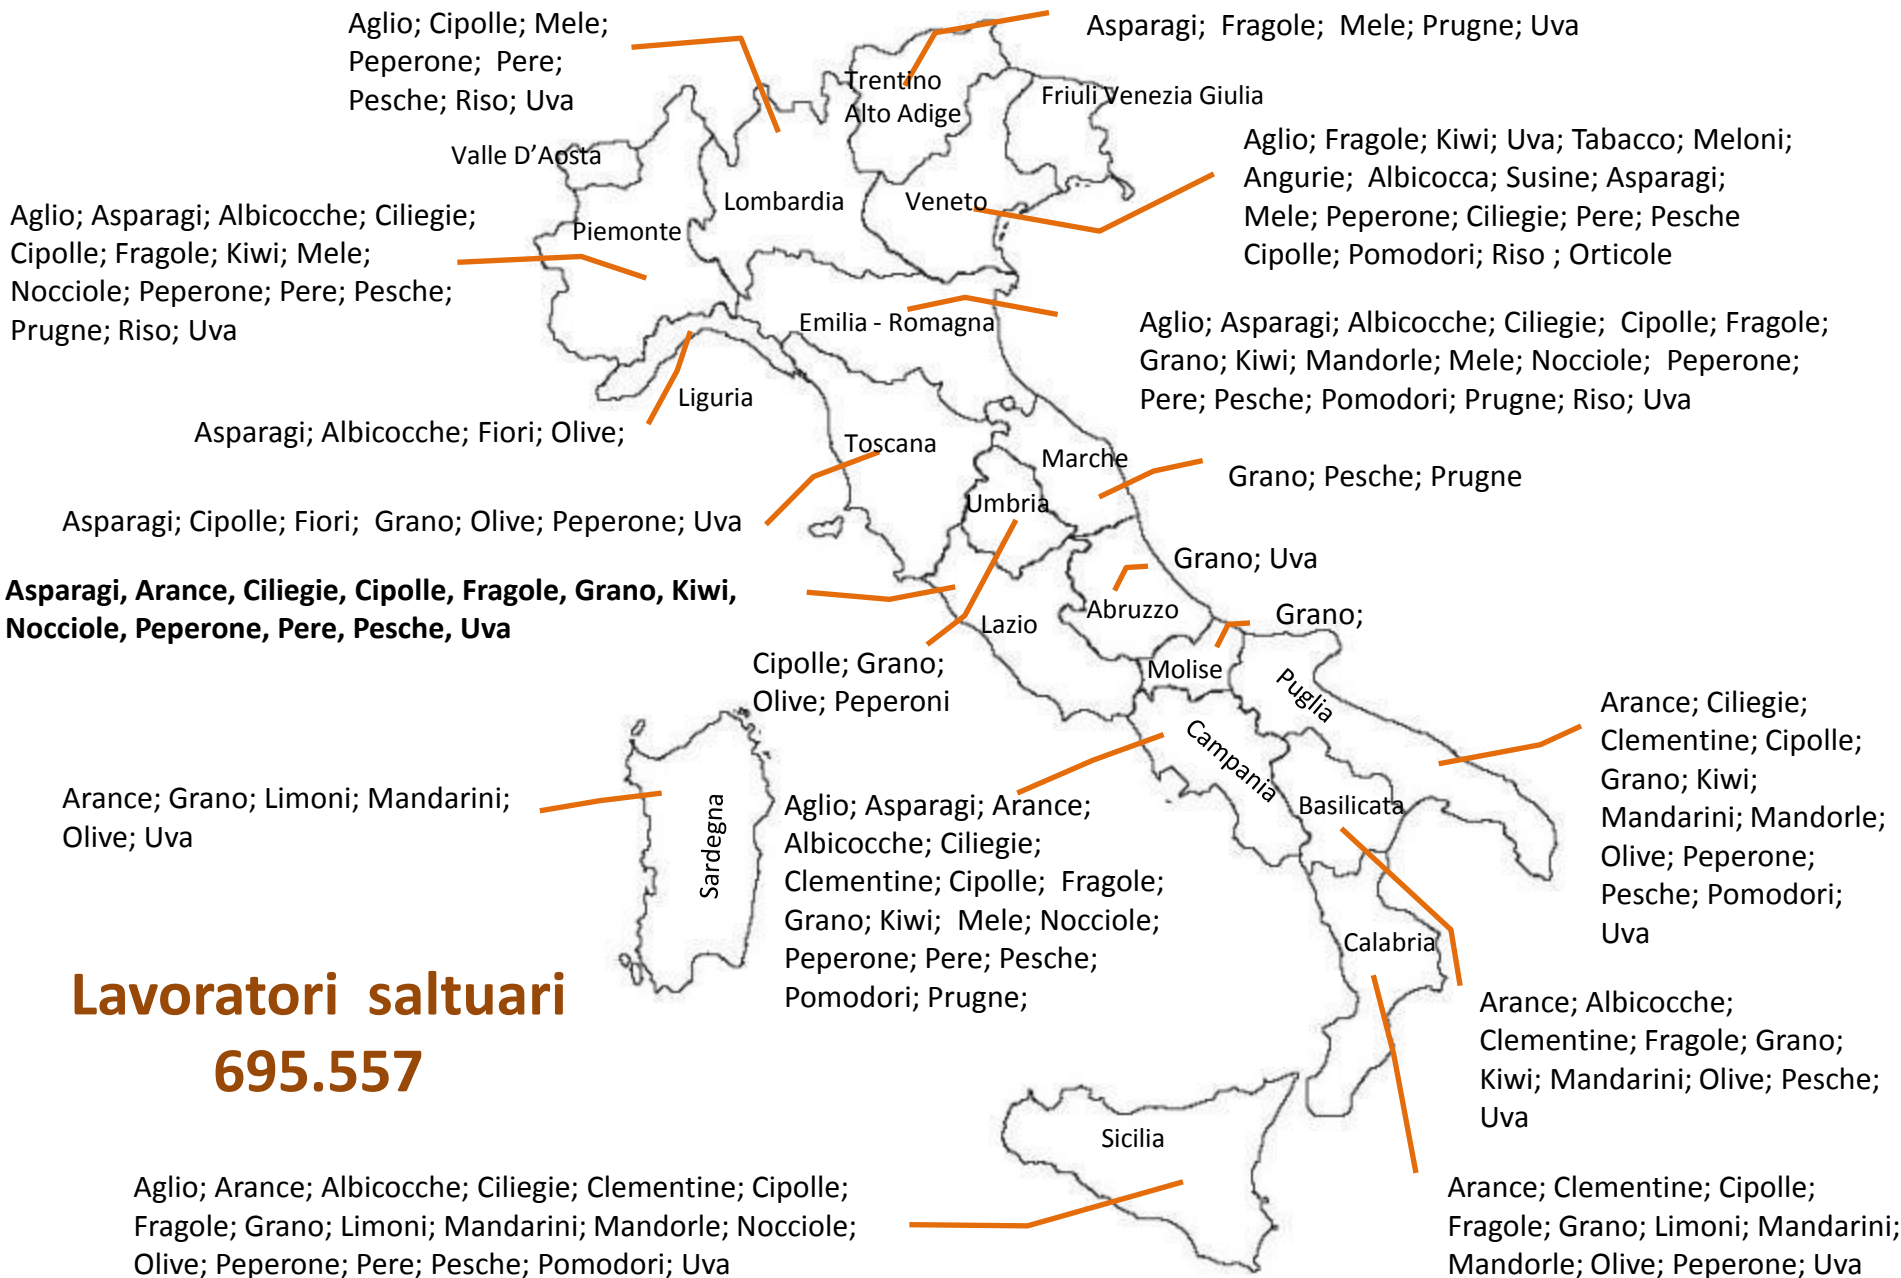 Aglio; Cipolle; Mele;
Peperone; Pere;
Pesche; Riso; Uva
Asparagi; Fragole; Mele; Prugne; Uva
Trentino
Alto Adige
Friuli Venezia Giulia
Valle D’Aosta
Aglio; Fragole; Kiwi; Uva; Tabacco; Meloni;
Angurie; Albicocca; Susine; Asparagi;
Mele; Peperone; Ciliegie; Pere; Pesche
Cipolle; Pomodori; Riso ; Orticole
Lombardia
Veneto
Piemonte
Aglio; Asparagi; Albicocche; Ciliegie;
Cipolle; Fragole; Kiwi; Mele;
Nocciole; Peperone; Pere; Pesche;
Prugne; Riso; Uva
Emilia - Romagna
Aglio; Asparagi; Albicocche; Ciliegie; Cipolle; Fragole;
Grano; Kiwi; Mandorle; Mele; Nocciole; Peperone;
Pere; Pesche; Pomodori; Prugne; Riso; Uva
Liguria
Asparagi; Albicocche; Fiori; Olive;
Toscana
Marche
Grano; Pesche; Prugne
Umbria
Asparagi; Cipolle; Fiori; Grano; Olive; Peperone; Uva
Grano; Uva
Asparagi, Arance, Ciliegie, Cipolle, Fragole, Grano, Kiwi,
Nocciole, Peperone, Pere, Pesche, Uva
Lazio
Abruzzo
Grano;
Cipolle; Grano;
Olive; Peperoni
Molise
Puglia
Arance; Ciliegie;
Clementine; Cipolle;
Grano; Kiwi;
Mandarini; Mandorle;
Olive; Peperone;
Pesche; Pomodori;
Uva
Campania
Basilicata
Arance; Grano; Limoni; Mandarini;
Olive; Uva
Sardegna
Aglio; Asparagi; Arance;
Albicocche; Ciliegie;
Clementine; Cipolle; Fragole;
Grano; Kiwi; Mele; Nocciole;
Peperone; Pere; Pesche;
Pomodori; Prugne;
Calabria
Lavoratori saltuari
695.557
Arance; Albicocche;
Clementine; Fragole; Grano;
Kiwi; Mandarini; Olive; Pesche;
Uva
Sicilia
Aglio; Arance; Albicocche; Ciliegie; Clementine; Cipolle;
Fragole; Grano; Limoni; Mandarini; Mandorle; Nocciole;
Olive; Peperone; Pere; Pesche; Pomodori; Uva
Arance; Clementine; Cipolle;
Fragole; Grano; Limoni; Mandarini;
Mandorle; Olive; Peperone; Uva